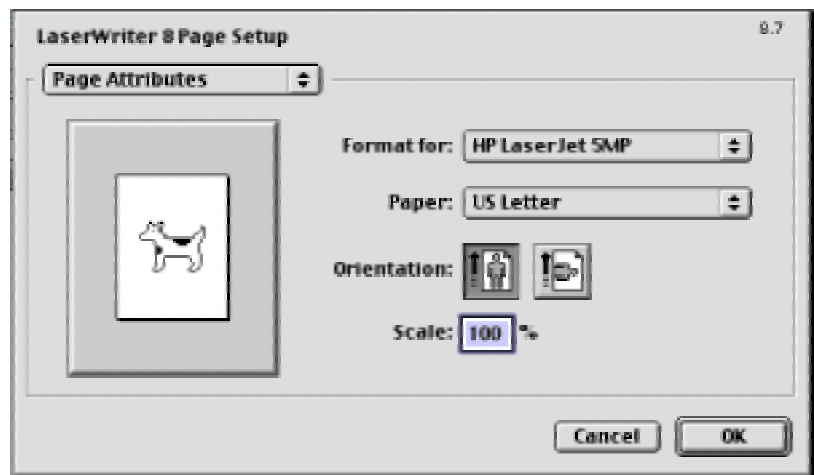 LaserWriter 8 Page Setup
8.7
Page Attributes
Format for: HP LaserJet 5MP
Paper: US Letter
Orientation:
Scale: 100 %
Cancel OK